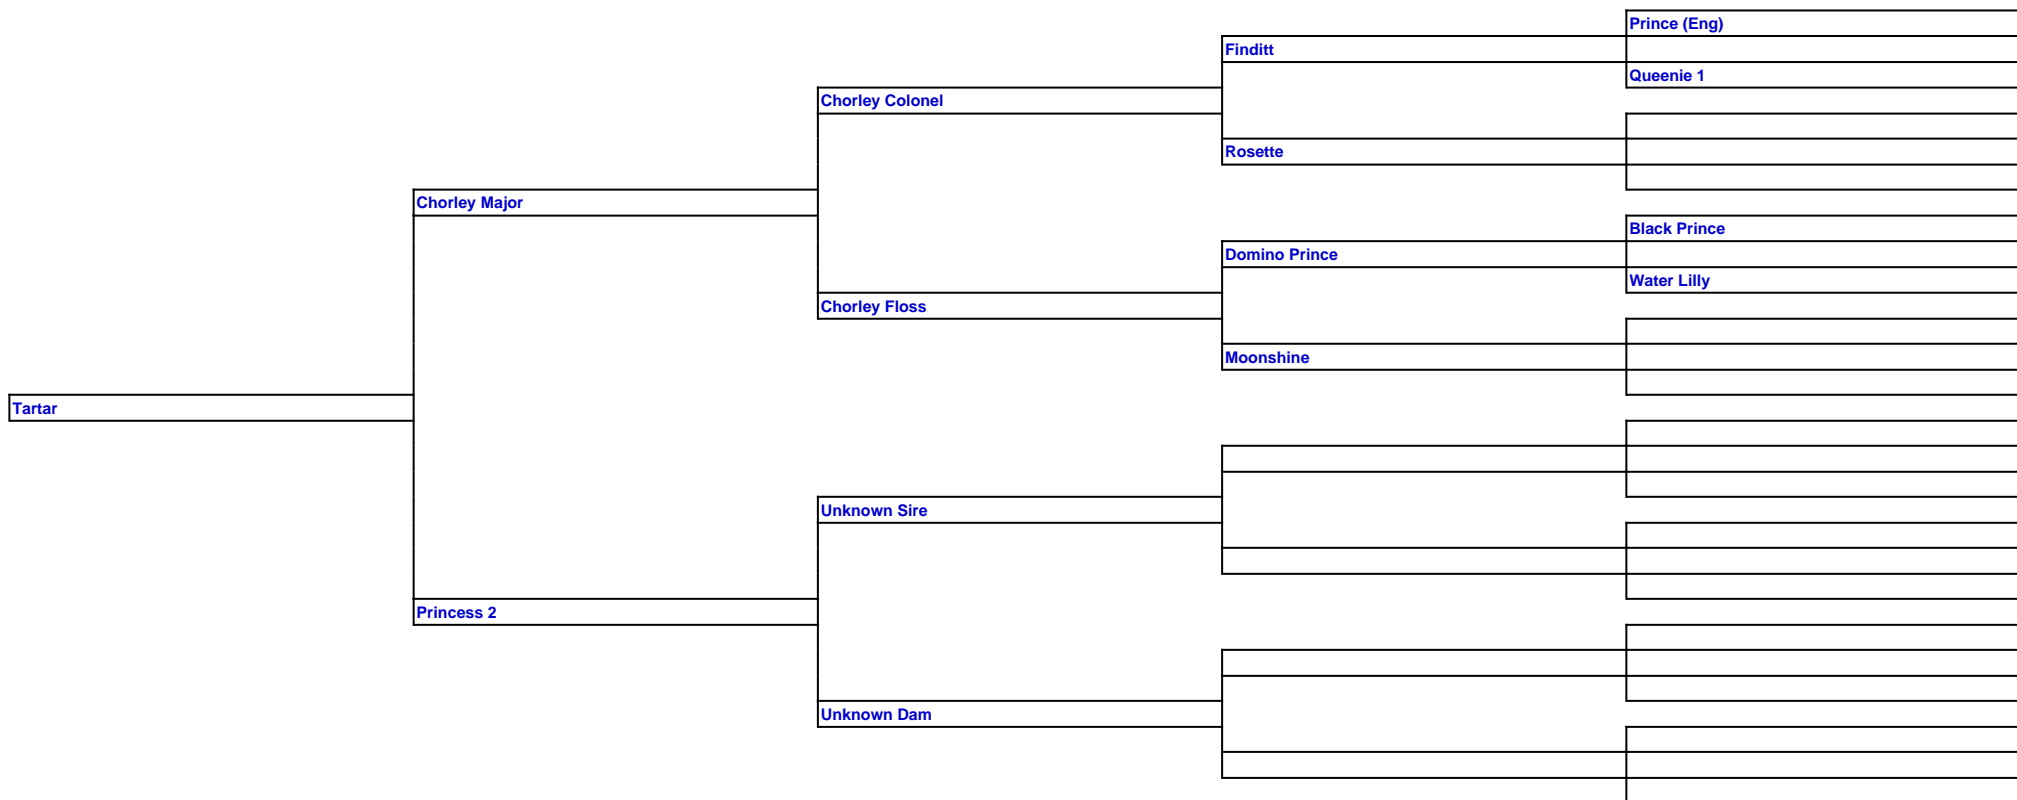 Prince (Eng)
Finditt
Queenie 1
Chorley Colonel
Rosette
Chorley Major
Black Prince
Domino Prince
Water Lilly
Chorley Floss
Moonshine
Tartar
Unknown Sire
Princess 2
Unknown Dam